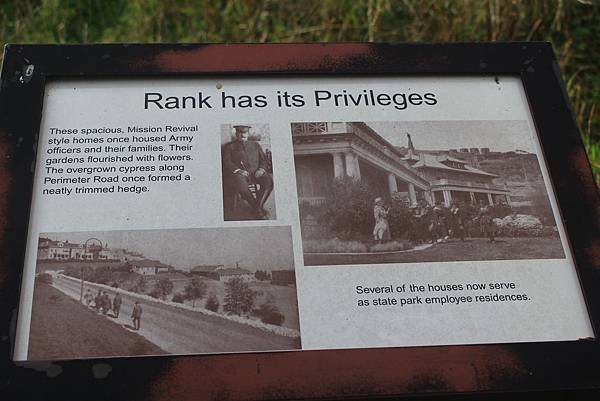 Rank has its Privileges
These spacious, Mission Revival
style homes once housed Army
officers and their families. Their
gardens flourished with flowers.
The overgrown cypress along
Perimeter Road once formed a
neatly trimmed hedge.
Several of the houses now serve
as state park employee residences.